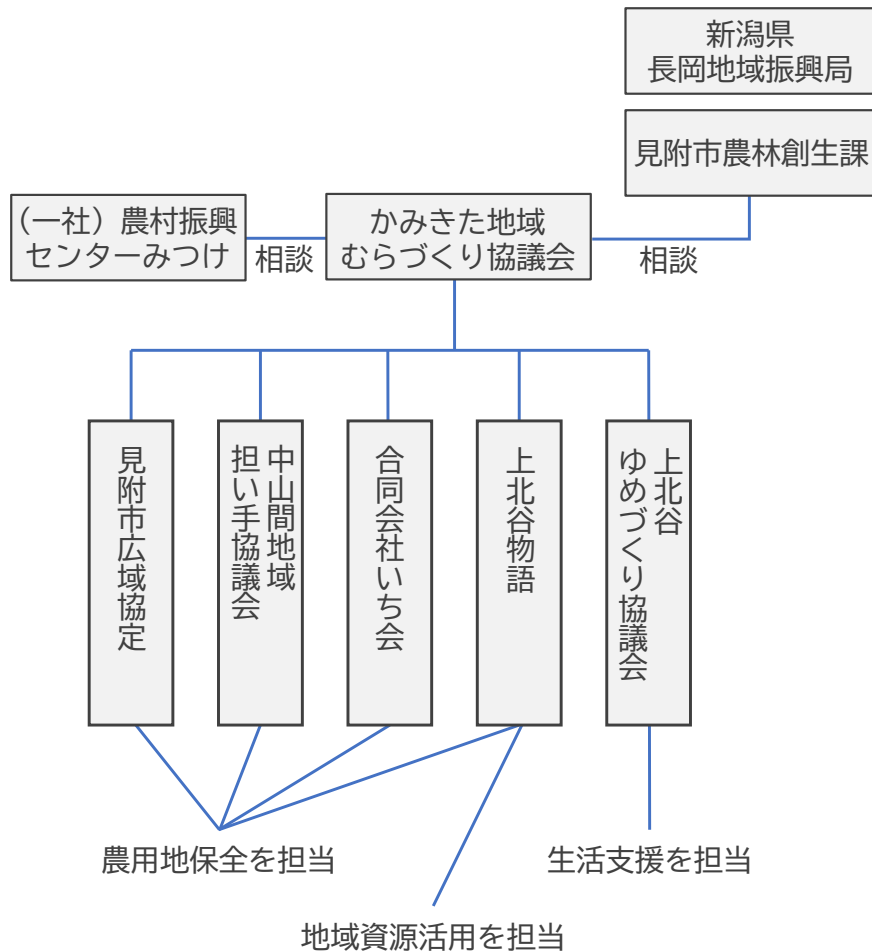 新潟県
長岡地域振興局
見附市農林創生課
（一社）農村振興
センターみつけ
相談
かみきた地域
むらづくり協議会
相談
見附市広域協定
中山間地域
担い手協議会
合同会社いち会
上北谷物語
上北谷
ゆめづくり協議会
農用地保全を担当
生活支援を担当
地域資源活用を担当